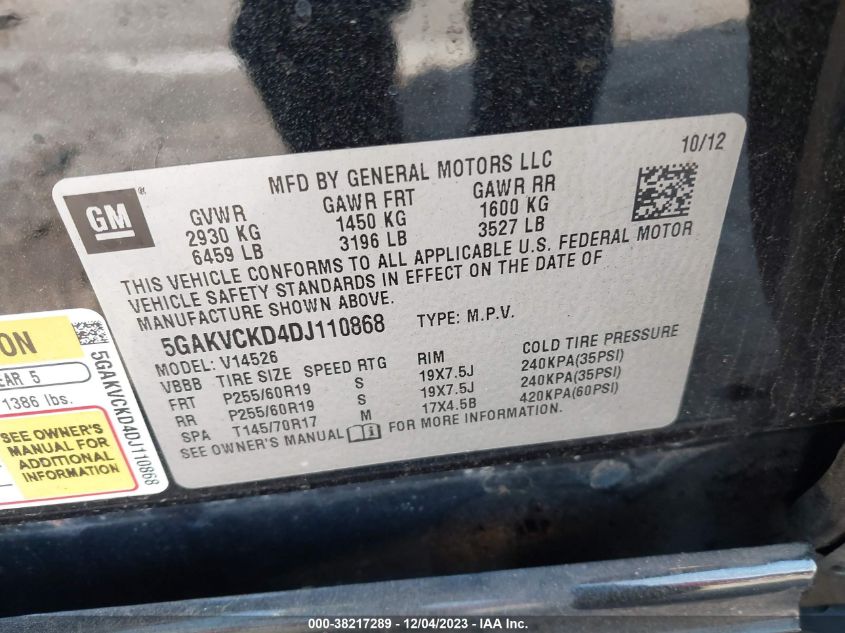 10/12
MFD BY GENERAL MOTORS LLC
GM ®
GVWR GAWR FRT GAWR RR
2930 KG 1450 KG 1600 KG
6459 LB 3196 LB 3527 LB
THIS VEHICLE CONFORMS TO ALL APPLICABLE U.S. FEDERAL MOTOR
VEHICLE SAFETY STANDARDS IN EFFECT ON THE DATE OF
MANUFACTURE SHOWN ABOVE.
5GAKVCKD4DJ110868 TYPE: M.P.V.
MODEL: V14526
VBBB TIRE SIZE SPEED RTG RIM COLD TIRE PRESSURE
FRT P255/60R19 S 19X7.5J 240KPA(35PSI)
RR P255/60R19 S 19X7.5J 240KPA(35PSI)
SPA T145/70R17 M 17X4.5B 420KPA(60PSI)
SEE OWNER'S MANUAL FOR MORE INFORMATION.
ON
EAR 5
1386 lbs.
SEE OWNER'S
MANUAL FOR
ADDITIONAL
INFORMATION
5GAKVCKD4DJ110868
000-38217289 - 12/04/2023 - IAA Inc.